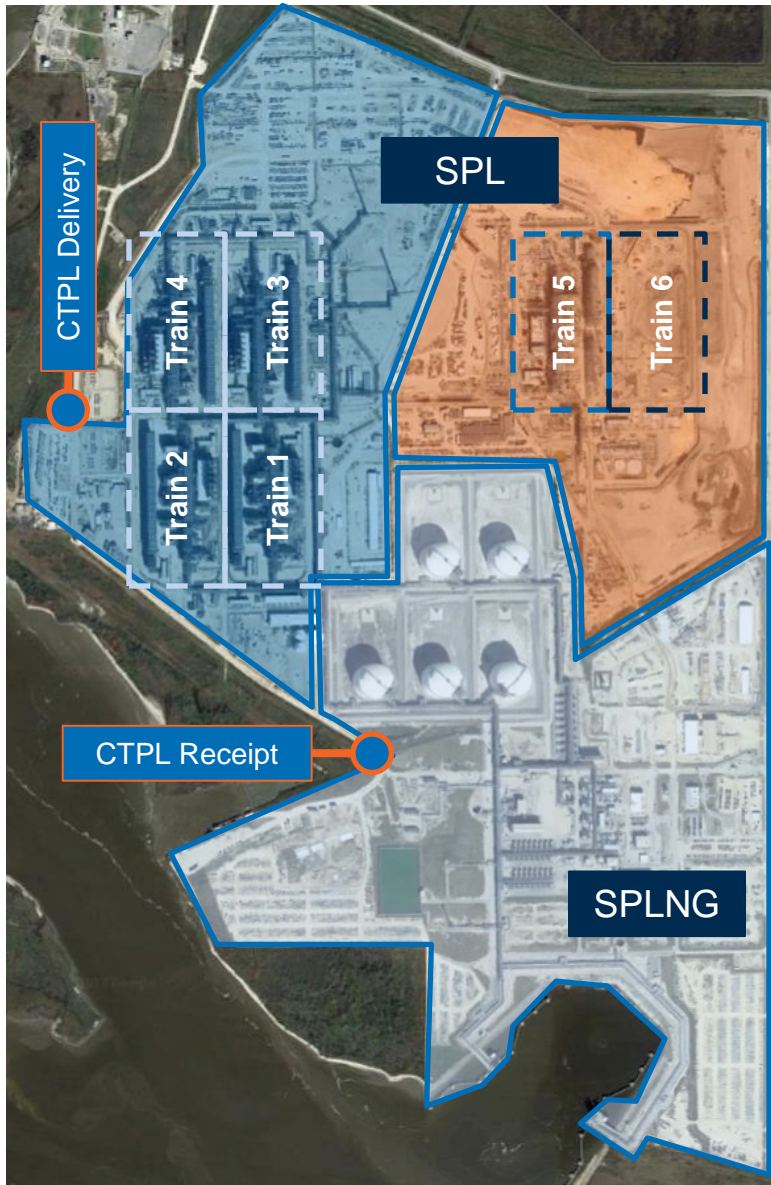 SPL
CTPL Delivery
Train 4
Train 3
Train 5
Train 6
Train 2
Train 1
CTPL Receipt
SPLNG